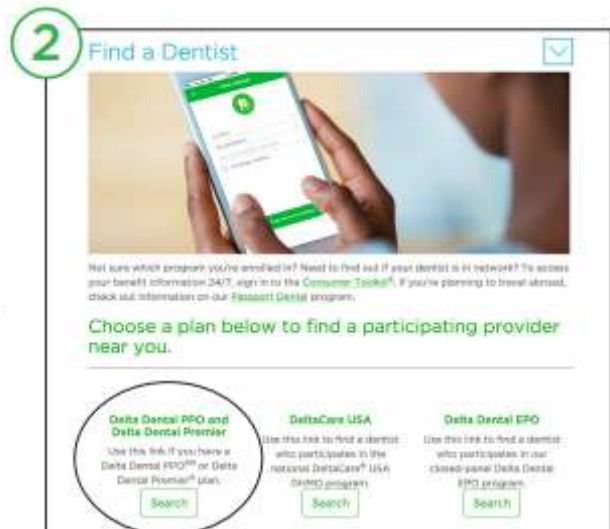 2
Find a Dentist
Not sure which program you're enrolled in? Need to find out if your dentist is in network? To access
your benefit information 24/7, sign in to the Consumer Toolkit®. If you're planning to travel abroad,
check out information on our Passport Dental program.
Choose a plan below to find a participating provider
near you.
Delta Dental PPO and
Delta Dental Premier
Use this link if you have a
Delta Dental PPO℠ or Delta
Dental Premier® plan.
Search
DeltaCare USA
Use this link to find a dentist
who participates in the
national DeltaCare® USA
DHMO program.
Search
Delta Dental EPO
Use this link to find a dentist
who participates in our
closed-panel Delta Dental
EPO program.
Search